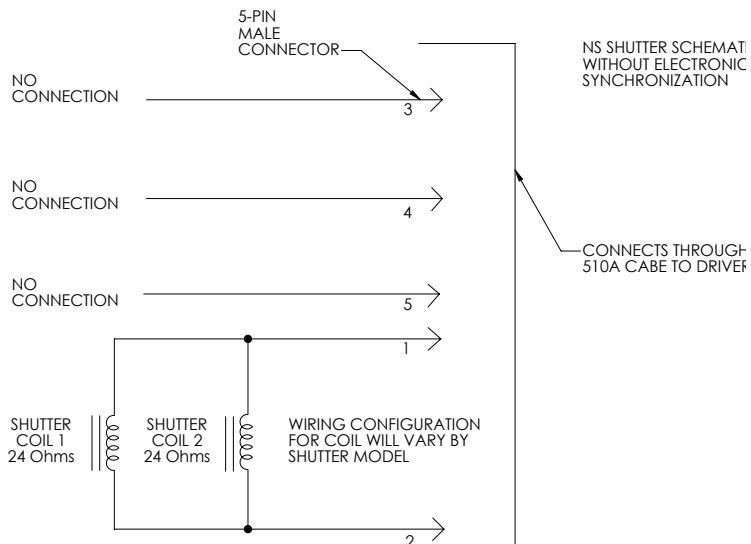 5-PIN
MALE
CONNECTOR
NS SHUTTER SCHEMATI
WITHOUT ELECTRONIC
SYNCHRONIZATION
NO
CONNECTION
3
NO
CONNECTION
4
CONNECTS THROUGH
510A CABE TO DRIVER
NO
CONNECTION
5
1
SHUTTER
COIL 1
24 Ohms
SHUTTER
COIL 2
24 Ohms
WIRING CONFIGURATION
FOR COIL WILL VARY BY
SHUTTER MODEL
2